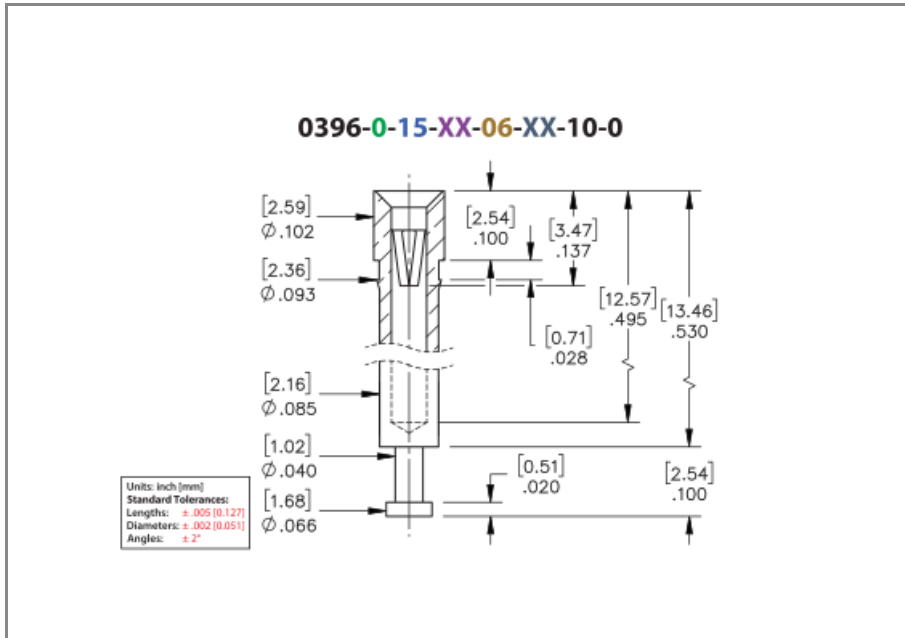 0396-0-15-XX-06-XX-10-0
[2.59]
Ø.102
[2.54]
.100
[3.47]
.137
[2.36]
Ø.093
[12.57]
.495
[13.46]
.530
[0.71]
.028
[2.16]
Ø.085
[1.02]
Ø.040
[0.51]
.020
[2.54]
.100
[1.68]
Ø.066
Units: inch [mm]
Standard Tolerances:
Lengths: ± .005 [0.127]
Diameters: ± .002 [0.051]
Angles: ± 2°